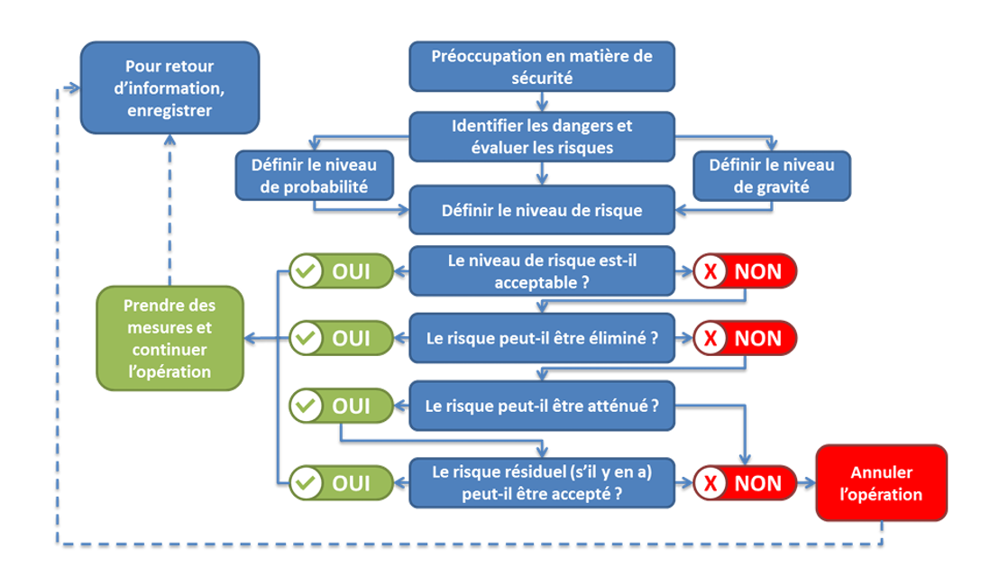 Pour retour
d’information,
enregistrer
Préoccupation en matière de
sécurité
Identifier les dangers et
évaluer les risques
Définir le niveau
de probabilité
Définir le niveau
de gravité
Définir le niveau de risque
OUI
Le niveau de risque est-il
acceptable ?
X NON
Prendre des
mesures et
continuer
l’opération
OUI
Le risque peut-il être éliminé ?
X NON
OUI
Le risque peut-il être atténué ?
OUI
Le risque résiduel (s’il y en a)
peut-il être accepté ?
X NON
Annuler
l’opération